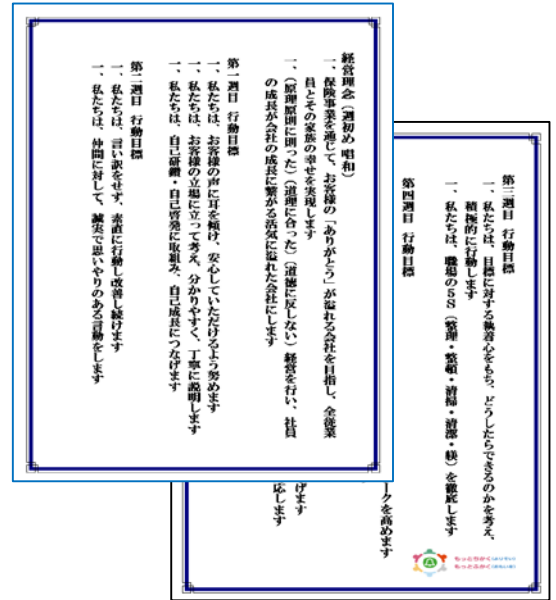 経営理念（週初め 唱和）
一、保険事業を通じて、お客様の「ありがとう」が溢れる会社を目指し、全従業
員とその家族の幸せを実現します
一、（原理原則に則った）（道理に合った）（道徳に反しない）経営を行い、社員
の成長が会社の成長に繋がる活気に溢れた会社にします
第一週目 行動目標
一、私たちは、お客様の声に耳を傾け、安心していただけるよう努めます
一、私たちは、お客様の立場に立って考え、分かりやすく、丁寧に説明します
一、私たちは、自己研鑽・自己啓発に取組み、自己成長につなげます
第二週目 行動目標
一、私たちは、言い訳をせず、素直に行動し改善し続けます
一、私たちは、仲間に対して、誠実で思いやりのある言動をします
第三週目 行動目標
一、私たちは、目標に対する執着心をもち、どうしたらできるのかを考え、
積極的に行動します
一、私たちは、職場の５Ｓ（整理・整頓・清掃・清潔・躾）を徹底します
第四週目 行動目標
ークを高めます
げます
応します
もっとちかく
もっとふかく